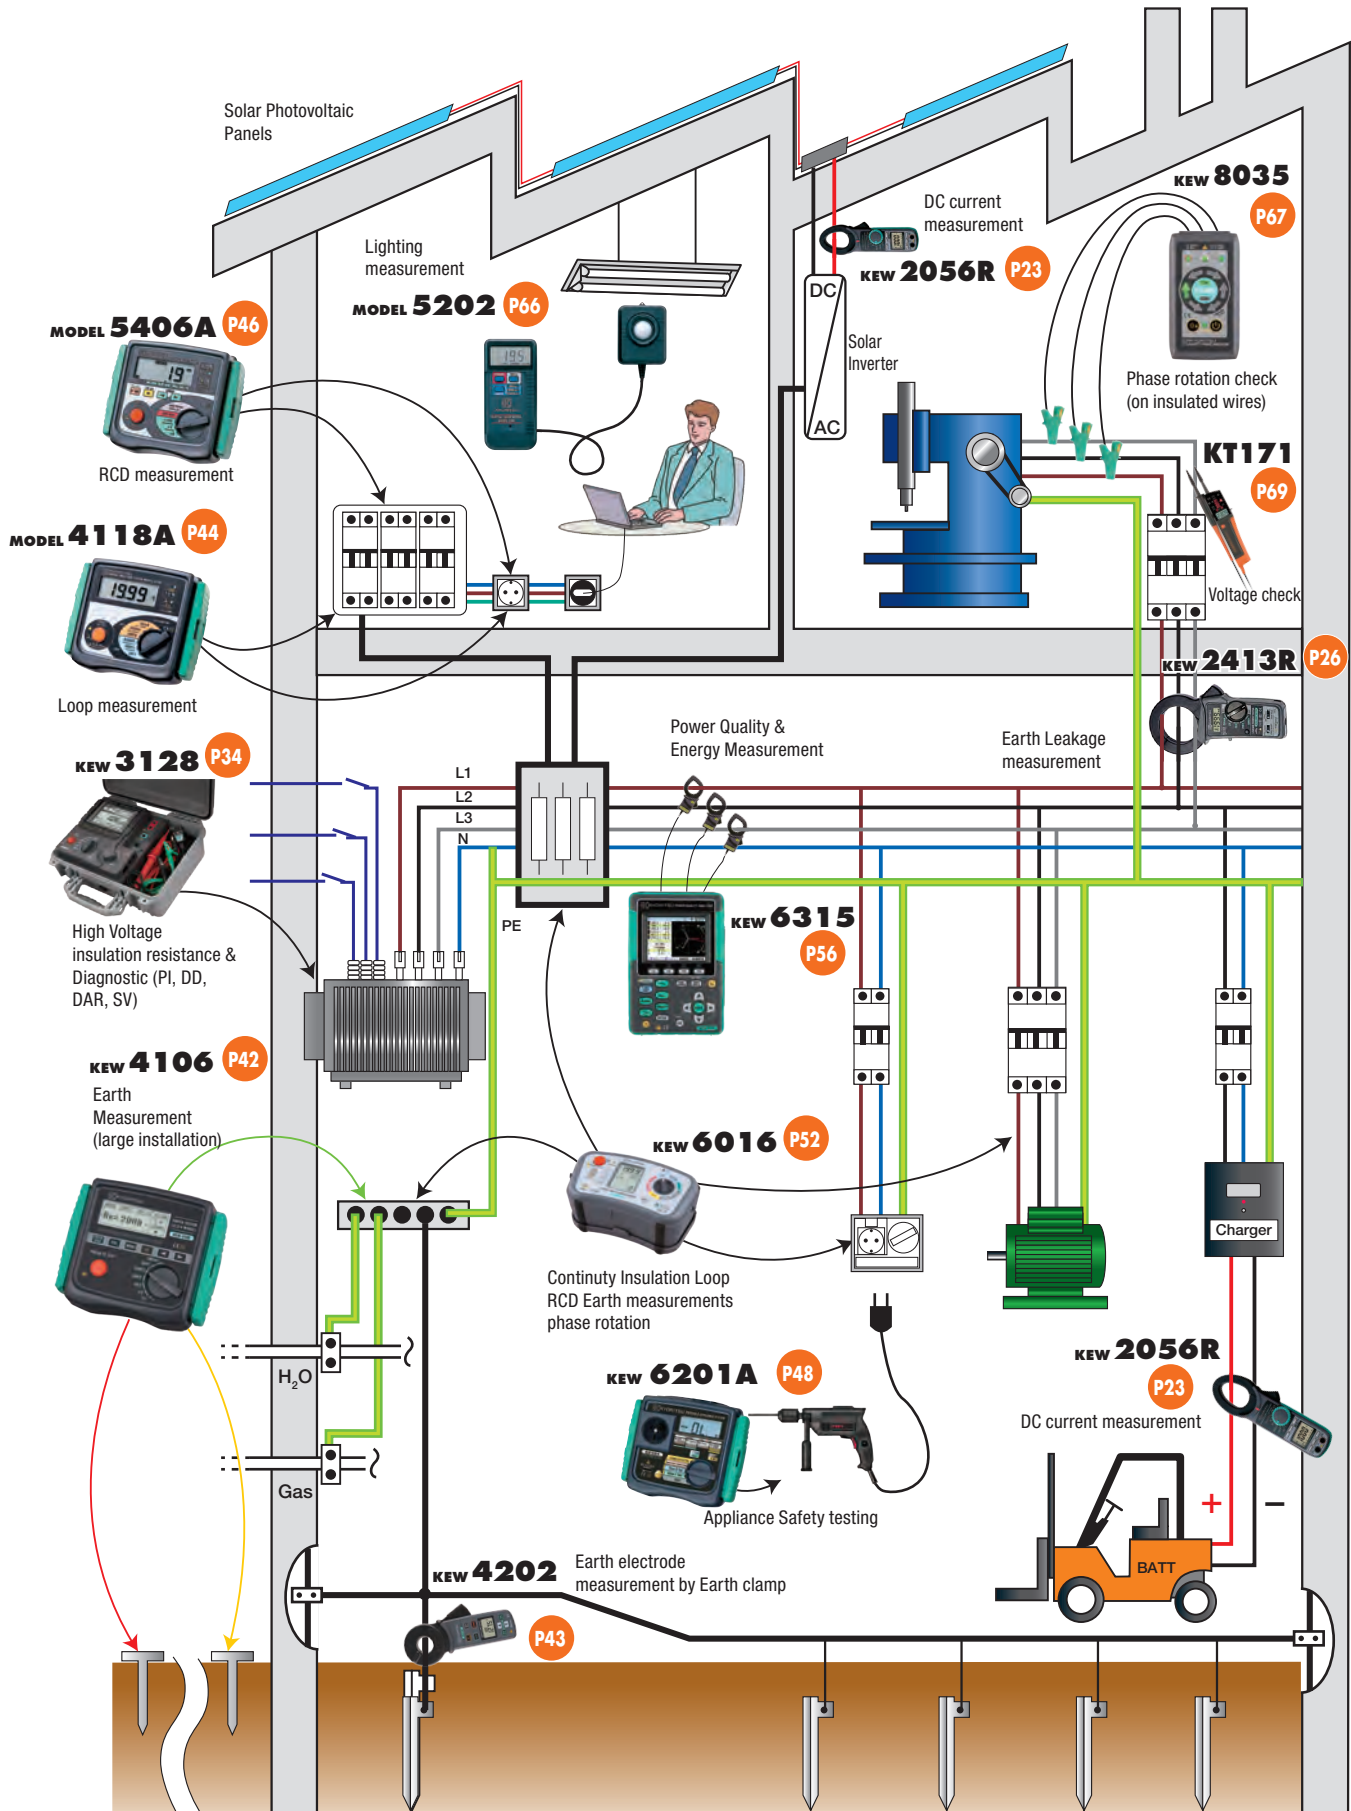 Solar Photovoltaic
Panels
KEW 8035
P67
DC current
measurement
KEW 2056R P23
Lighting
measurement
MODEL 5202 P66
MODEL 5406A P46
RCD measurement
DC
Solar
Inverter
AC
Phase rotation check
(on insulated wires)
KT171
P69
Voltage check
MODEL 4118A P44
19.99
Loop measurement
KEW 2413R P26
Earth Leakage
measurement
Power Quality &
Energy Measurement
KEW 3128 P34
High Voltage
insulation resistance &
Diagnostic (PI, DD,
DAR, SV)
L1
L2
L3
N
PE
KEW 6315
P56
KEW 4106 P42
Earth
Measurement
(large installation)
KEW 6016 P52
Continuty Insulation Loop
RCD Earth measurements
phase rotation
Charger
H2O
Gas
KEW 6201A P48
Appliance Safety testing
KEW 2056R
P23
DC current measurement
+ −
BATT
KEW 4202
Earth electrode
measurement by Earth clamp
P43